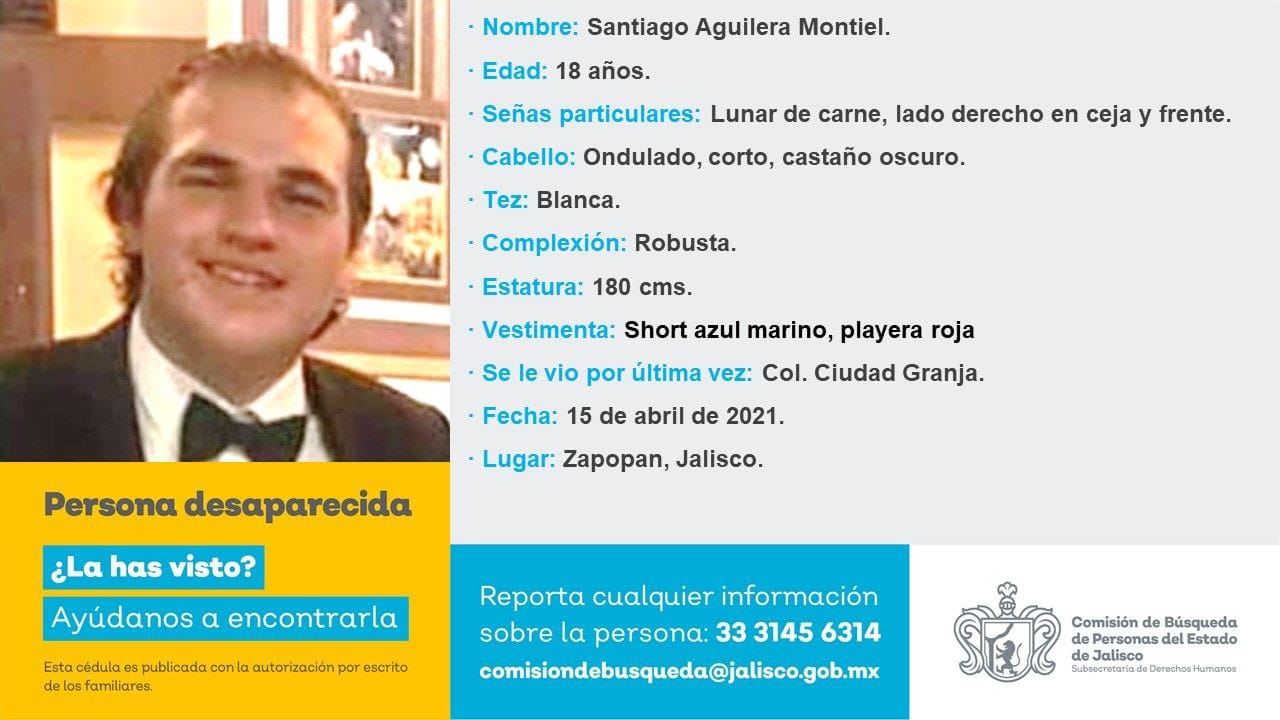 · Nombre: Santiago Aguilera Montiel.
· Edad: 18 años.
· Señas particulares: Lunar de carne, lado derecho en ceja y frente.
· Cabello: Ondulado, corto, castaño oscuro.
· Tez: Blanca.
· Complexión: Robusta.
· Estatura: 180 cms.
· Vestimenta: Short azul marino, playera roja
· Se le vio por última vez: Col. Ciudad Granja.
· Fecha: 15 de abril de 2021.
· Lugar: Zapopan, Jalisco.
Persona desaparecida
¿La has visto?
Ayúdanos a encontrarla
Esta cédula es publicada con la autorización por escrito
de los familiares.
Reporta cualquier información
sobre la persona: 33 3145 6314
comisiondebusqueda@jalisco.gob.mx
Comisión de Búsqueda
de Personas del Estado
de Jalisco
Subsecretaría de Derechos Humanos